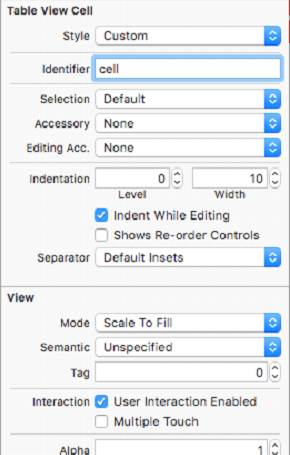 Table View Cell
Style Custom
Identifier cell
Selection Default
Accessory None
Editing Acc. None
Indentation 0 10
Level Width
Indent While Editing
Shows Re-order Controls
Separator Default Insets
View
Mode Scale To Fill
Semantic Unspecified
Tag 0
Interaction User Interaction Enabled
Multiple Touch
Alpha 1